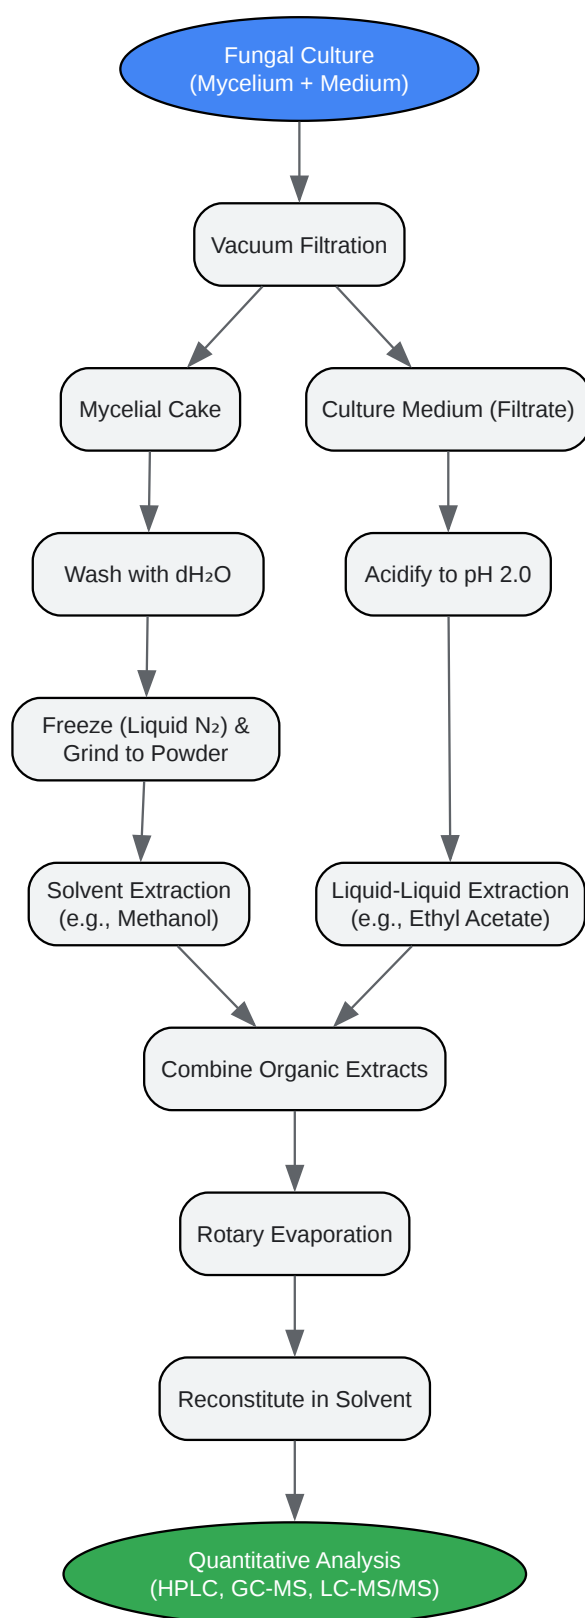 Fungal Culture
(Mycelium + Medium)
Vacuum Filtration
Mycelial Cake
Culture Medium (Filtrate)
Wash with dH₂O
Acidify to pH 2.0
Freeze (Liquid N₂) &
Grind to Powder
Solvent Extraction
(e.g., Methanol)
Liquid-Liquid Extraction
(e.g., Ethyl Acetate)
Combine Organic Extracts
Rotary Evaporation
Reconstitute in Solvent
Quantitative Analysis
(HPLC, GC-MS, LC-MS/MS)